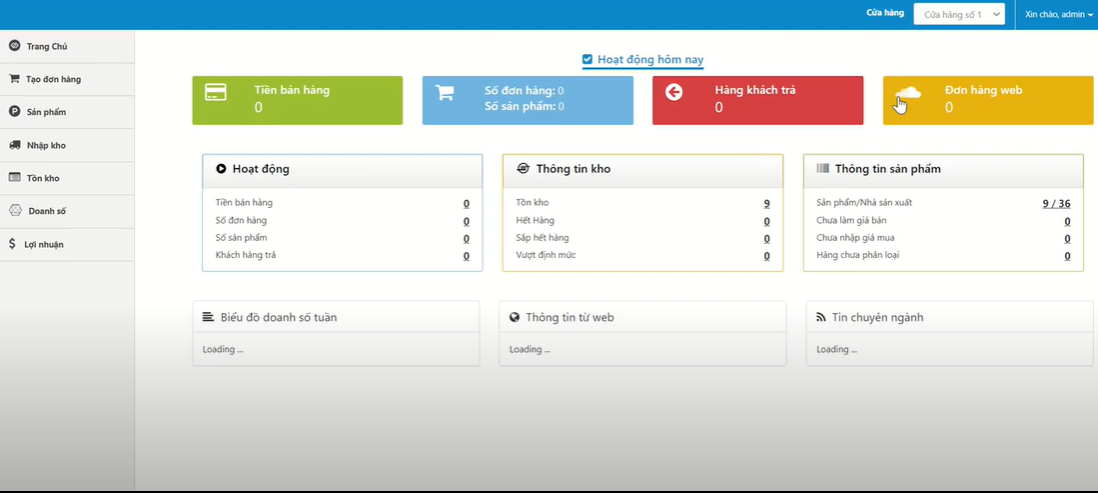 Cửa hàng
Cửa hàng số 1
Xin chào, admin
Trang Chủ
Tạo đơn hàng
Sản phẩm
Nhập kho
Tồn kho
Doanh số
Lợi nhuận
Hoạt động hôm nay
Tiền bán hàng
0
Số đơn hàng: 0
Số sản phẩm: 0
Hàng khách trả
0
Đơn hàng web
0
Hoạt động
Tiền bán hàng 0
Số đơn hàng 0
Số sản phẩm 0
Khách hàng trả 0
Thông tin kho
Tồn kho 9
Hết Hàng 0
Sắp hết hàng 0
Vượt định mức 0
Thông tin sản phẩm
Sản phẩm/Nhà sản xuất 9 / 36
Chưa làm giá bán 0
Chưa nhập giá mua 0
Hàng chưa phân loại 0
Biểu đồ doanh số tuần
Loading ...
Thông tin từ web
Loading ...
Tin chuyên ngành
Loading ...